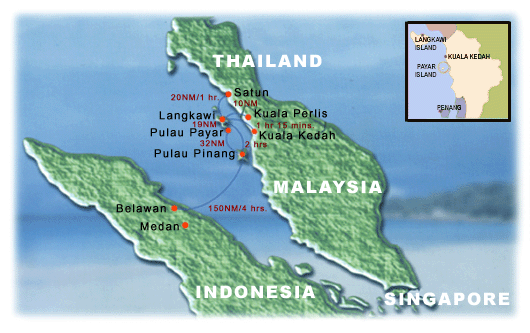 THAILAND
LANGKAWI
ISLAND
KUALA KEDAH
PAYAR
ISLAND
PENANG
Satun
20NM/1 hr.
10NM
Langkawi
Kuala Perlis
19NM
1 hr 15 mins
Pulau Payar
Kuala Kedah
32NM
2 hrs.
Pulau Pinang
MALAYSIA
Belawan
150NM/4 hrs.
Medan
INDONESIA
SINGAPORE